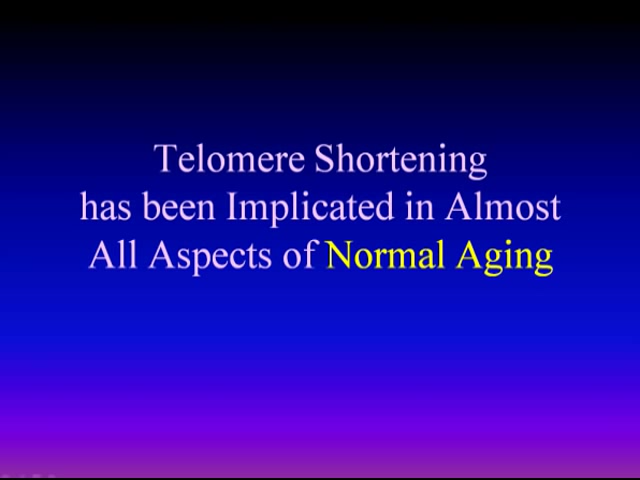 Telomere Shortening
has been Implicated in Almost
All Aspects of Normal Aging